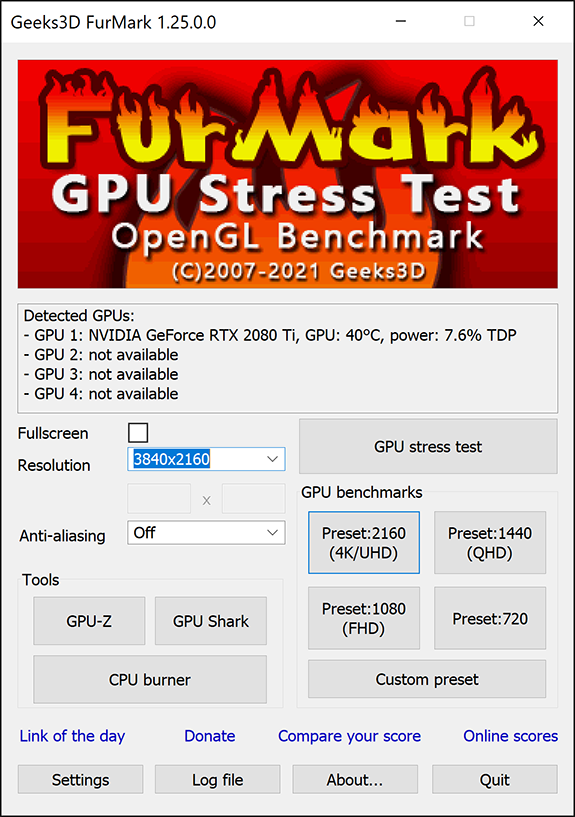 Geeks3D FurMark 1.25.0.0
FurMark
GPU Stress Test
OpenGL Benchmark
(C)2007-2021 Geeks3D
Detected GPUs:
- GPU 1: NVIDIA GeForce RTX 2080 Ti, GPU: 40°C, power: 7.6% TDP
- GPU 2: not available
- GPU 3: not available
- GPU 4: not available
Fullscreen
Resolution
3840x2160
x
Anti-aliasing
Off
GPU stress test
GPU benchmarks
Preset:2160
(4K/UHD)
Preset:1440
(QHD)
Preset:1080
(FHD)
Preset:720
Custom preset
Tools
GPU-Z
GPU Shark
CPU burner
Link of the day
Donate
Compare your score
Online scores
Settings
Log file
About...
Quit